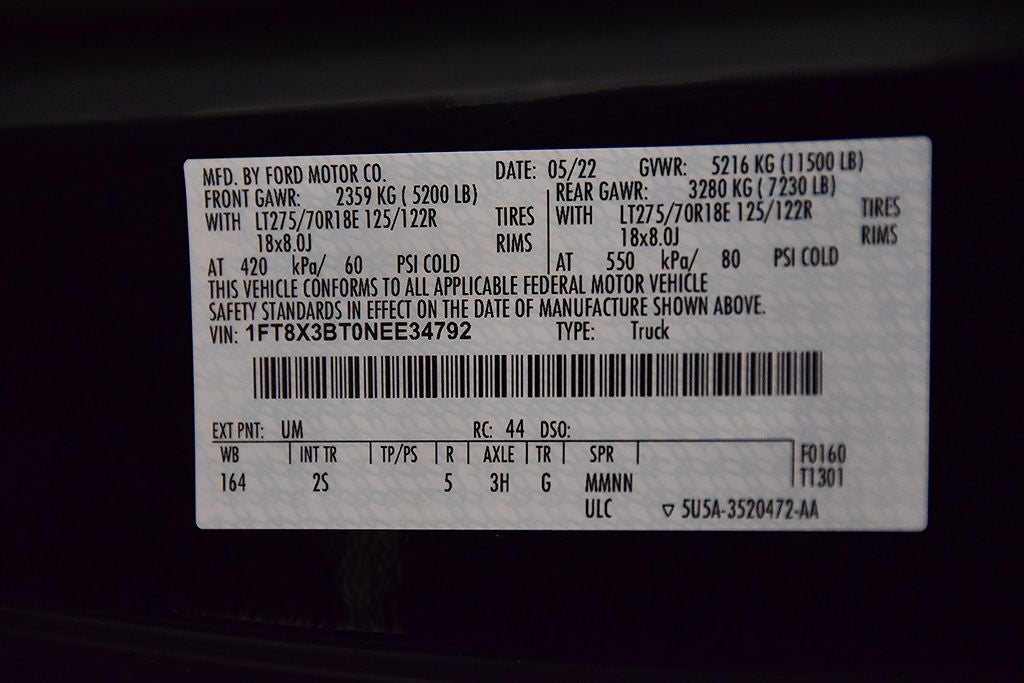 MFD. BY FORD MOTOR CO. DATE: 05/22 GVWR: 5216 KG (11500 LB)
FRONT GAWR: 2359 KG ( 5200 LB) REAR GAWR: 3280 KG ( 7230 LB)
WITH LT275/70R18E 125/122R TIRES WITH LT275/70R18E 125/122R TIRES
18x8.0J RIMS 18x8.0J RIMS
AT 420 kPa/ 60 PSI COLD AT 550 kPa/ 80 PSI COLD
THIS VEHICLE CONFORMS TO ALL APPLICABLE FEDERAL MOTOR VEHICLE
SAFETY STANDARDS IN EFFECT ON THE DATE OF MANUFACTURE SHOWN ABOVE.
VIN: 1FT8X3BT0NEE34792 TYPE: Truck
EXT PNT: UM RC: 44 DSO:
WB INT TR TP/PS R AXLE TR SPR F0160
164 2S 5 3H G MMNN T1301
ULC ▽ 5U5A-3520472-AA